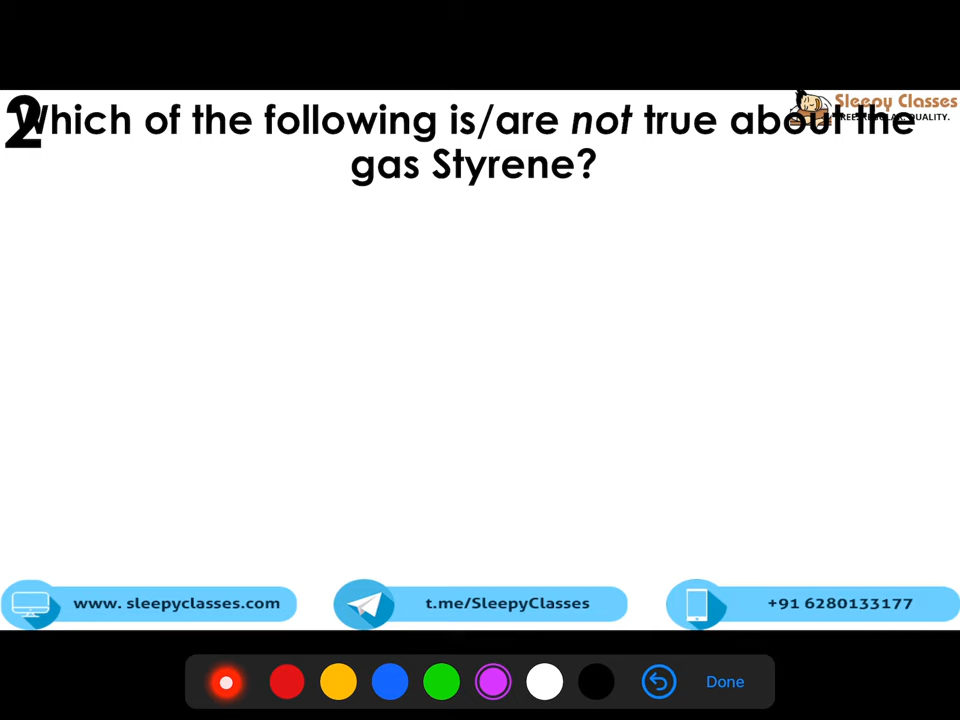 2
Which of the following is/are not true about the
gas Styrene?
Sleepy Classes
QUALITY.
www. sleepyclasses.com
t.me/SleepyClasses
+91 6280133177
Done